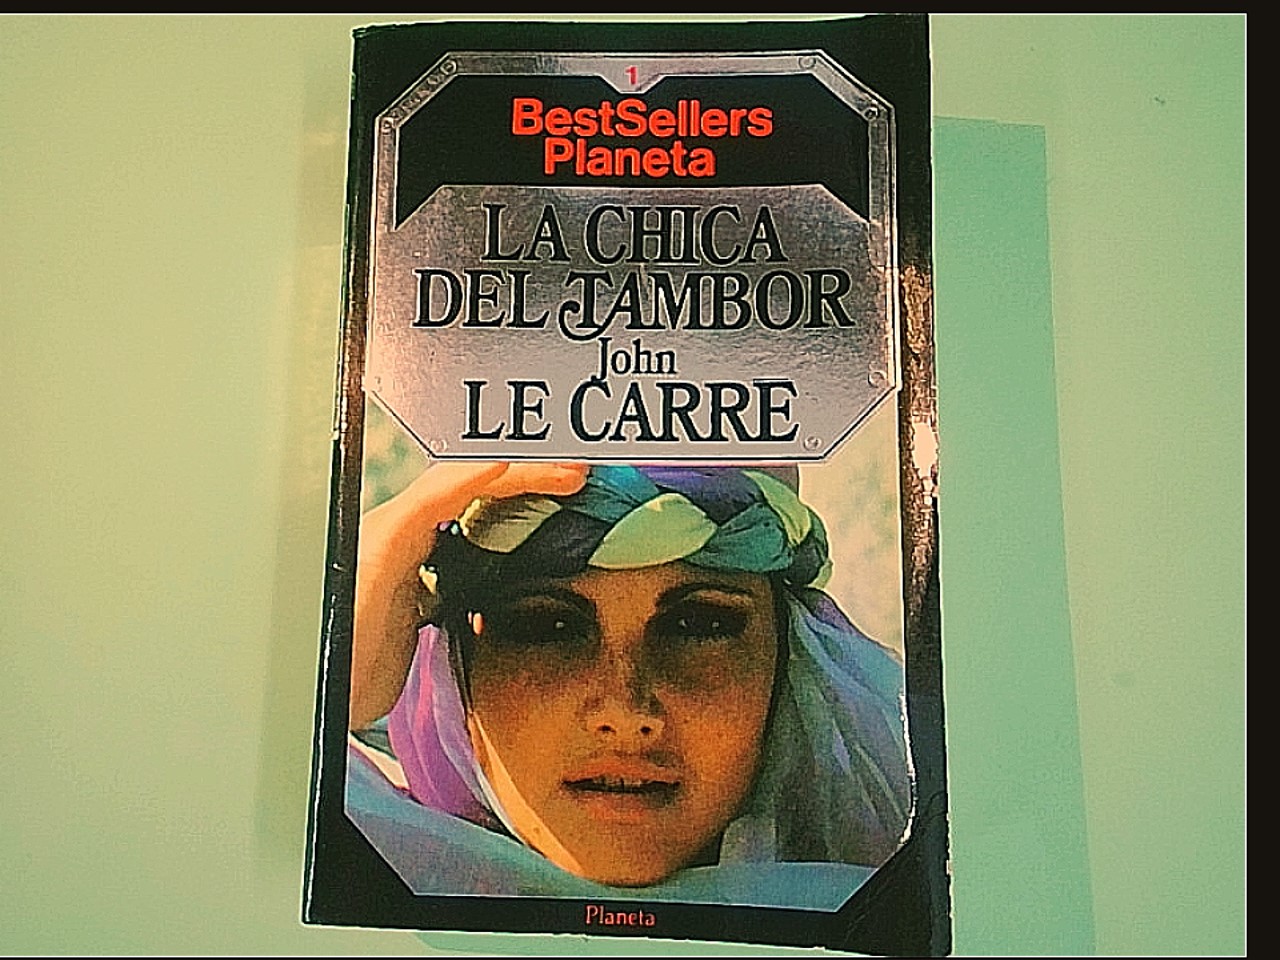 1
BestSellers
Planeta
LA CHICA
DEL TAMBOR
John
LE CARRE
Planeta